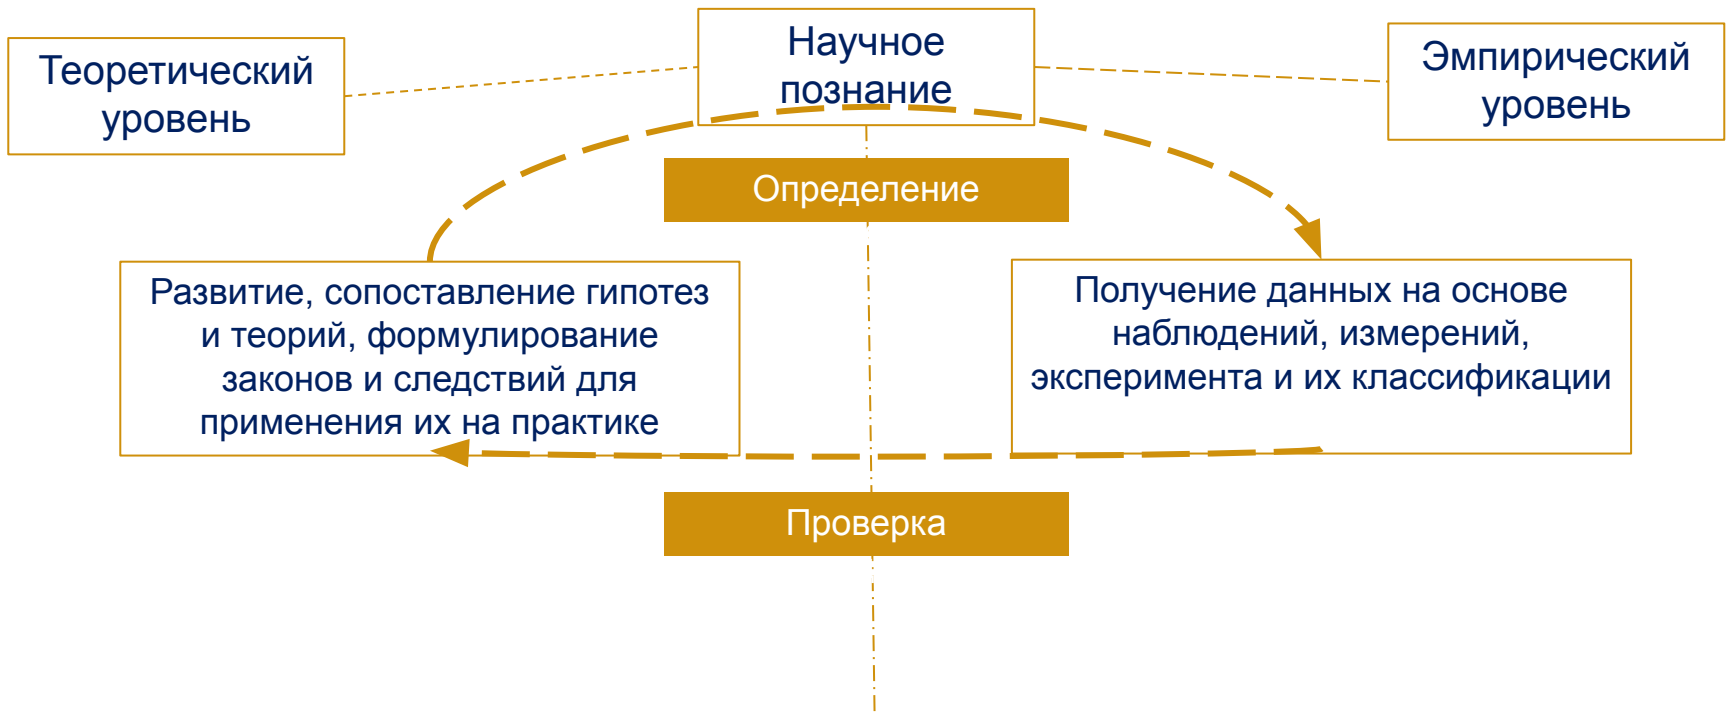 Научное
познание
Теоретический
уровень
Эмпирический
уровень
Определение
Развитие, сопоставление гипотез
и теорий, формулирование
законов и следствий для
применения их на практике
Получение данных на основе
наблюдений, измерений,
эксперимента и их классификации
Проверка